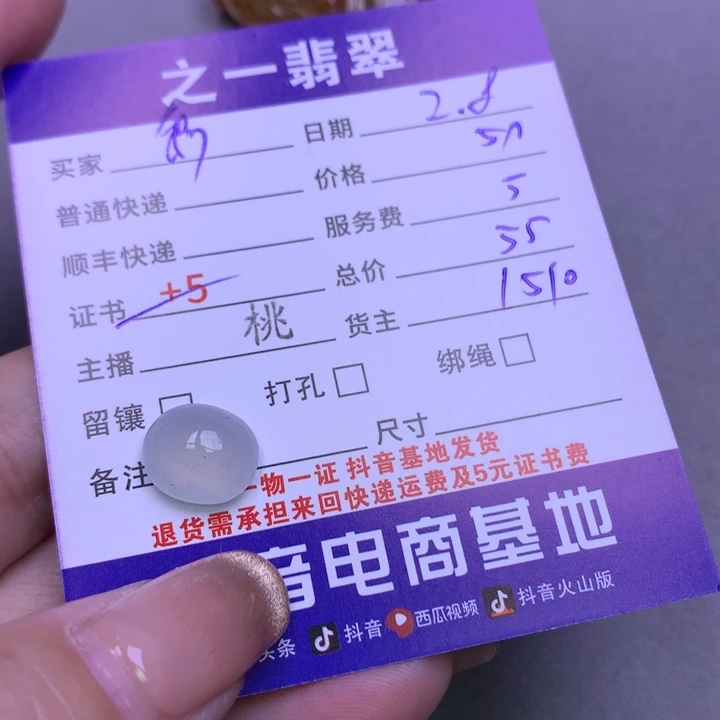 之一翡翠
买家 日期 2.8
普通快递 价格 50
顺丰快递 服务费 5
证书 +5 总价 55
主播 桃 货主 1510
留镶 打孔 绑绳
备注 尺寸
一物一证 抖音基地发货
退货需承担来回快递运费及5元证书费
音电商基地
头条 抖音 西瓜视频 抖音火山版